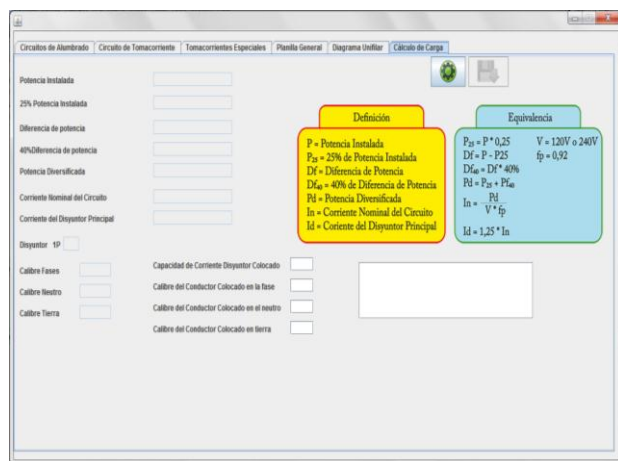 Circuitos de Alumbrado Circuito de Tomacorriente Tomacorrientes Especiales Planilla General Diagrama Unifilar Cálculo de Carga
Potencia Instalada
25% Potencia Instalada
Diferencia de potencia
40%Diferencia de potencia
Potencia Diversificada
Corriente Nominal del Circuito
Corriente del Disyuntor Principal
Disyuntor 1P
Calibre Fases
Calibre Neutro
Calibre Tierra
Capacidad de Corriente Disyuntor Colocado
Calibre del Conductor Colocado en la fase
Calibre del Conductor Colocado en el neutro
Calibre del Conductor Colocado en tierra
Definición
P = Potencia Instalada
P25 = 25% de Potencia Instalada
Df = Diferencia de Potencia
Df40 = 40% de Diferencia de Potencia
Pd = Potencia Diversificada
In = Corriente Nominal del Circuito
Id = Coriente del Disyuntor Principal
Equivalencia
P25 = P * 0,25 V = 120V o 240V
Df = P - P25 fp = 0,92
Df40 = Df * 40%
Pd = P25 + Pf40
In = Pd / V * fp
Id = 1,25 * In